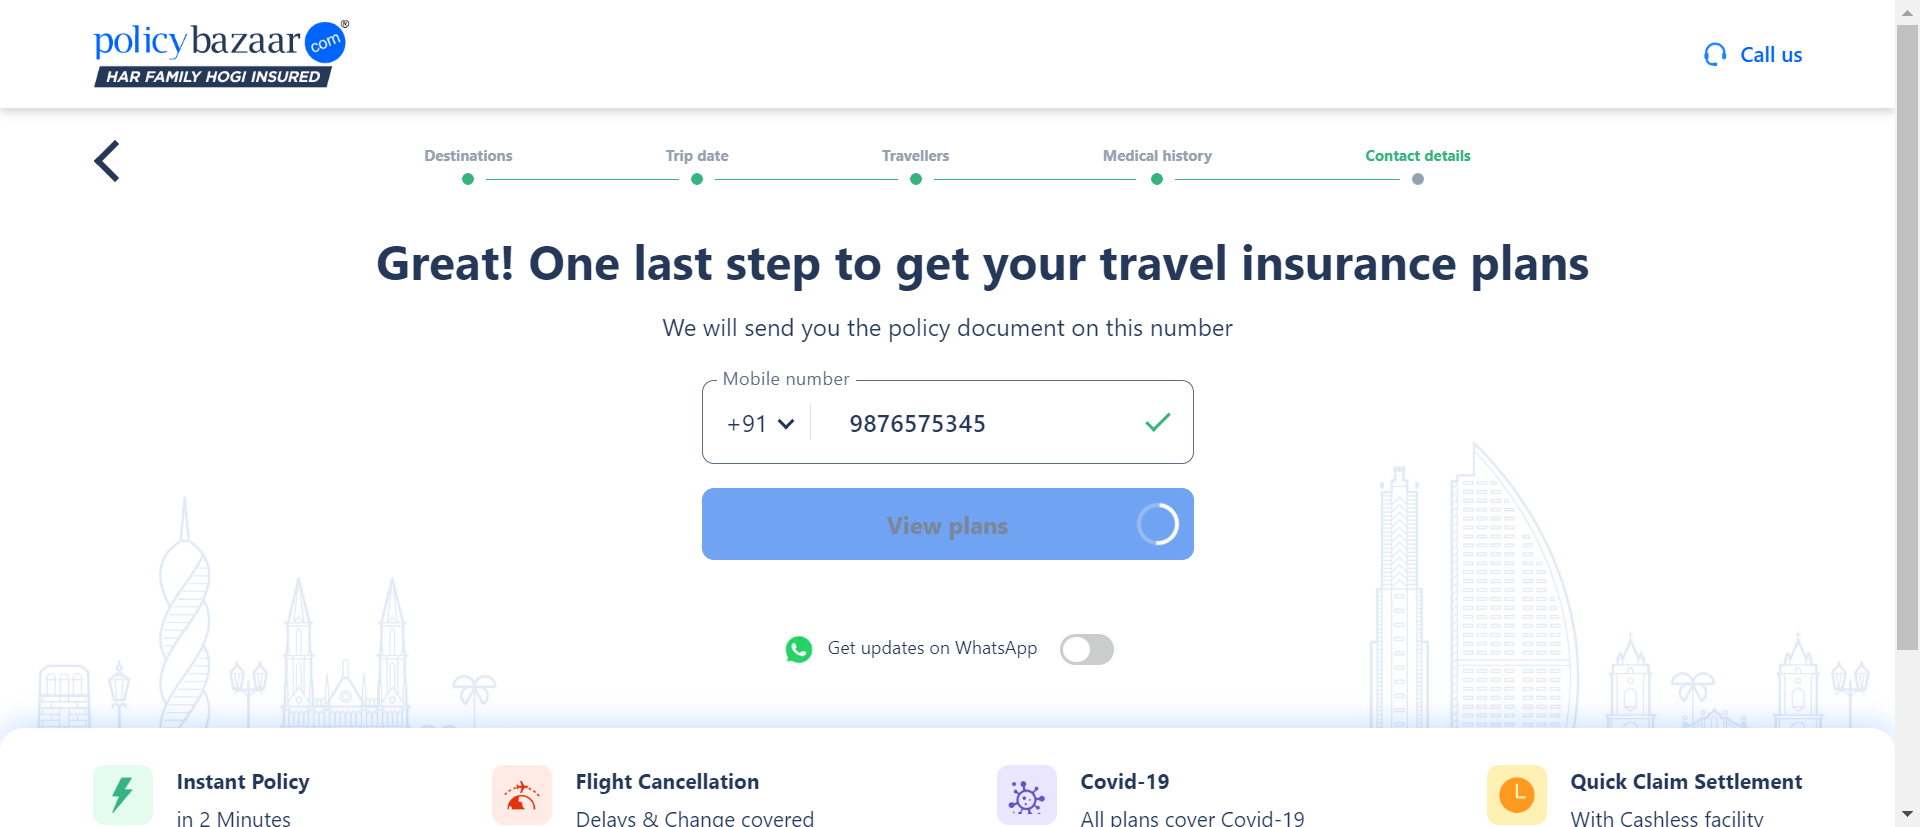 policybazaar com®
HAR FAMILY HOGI INSURED
Call us
Destinations
Trip date
Travellers
Medical history
Contact details
Great! One last step to get your travel insurance plans
We will send you the policy document on this number
Mobile number
+91 9876575345
View plans
Get updates on WhatsApp
Instant Policy
in 2 Minutes
Flight Cancellation
Delays & Change covered
Covid-19
All plans cover Covid-19
Quick Claim Settlement
With Cashless facility